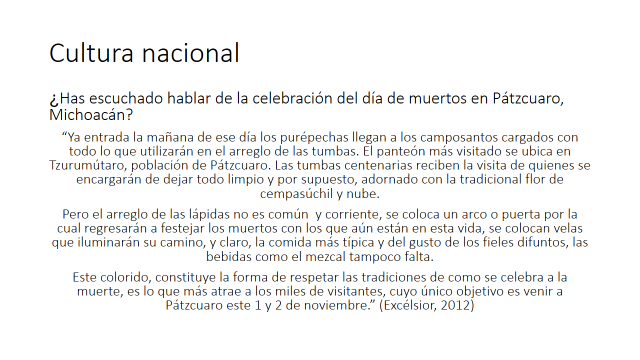 Cultura nacional
¿Has escuchado hablar de la celebración del día de muertos en Pátzcuaro,
Michoacán?
“Ya entrada la mañana de ese día los purépechas llegan a los camposantos cargados con
todo lo que utilizarán en el arreglo de las tumbas. El panteón más visitado se ubica en
Tzurumútaro, población de Pátzcuaro. Las tumbas centenarias reciben la visita de quienes se
encargarán de dejar todo limpio y por supuesto, adornado con la tradicional flor de
cempasúchil y nube.
Pero el arreglo de las lápidas no es común  y corriente, se coloca un arco o puerta por la
cual regresarán a festejar los muertos con los que aún están en esta vida, se colocan velas
que iluminarán su camino, y claro, la comida más típica y del gusto de los fieles difuntos, las
bebidas como el mezcal tampoco falta.
Este colorido, constituye la forma de respetar las tradiciones de como se celebra a la
muerte, es lo que más atrae a los miles de visitantes, cuyo único objetivo es venir a
Pátzcuaro este 1 y 2 de noviembre.” (Excélsior, 2012)